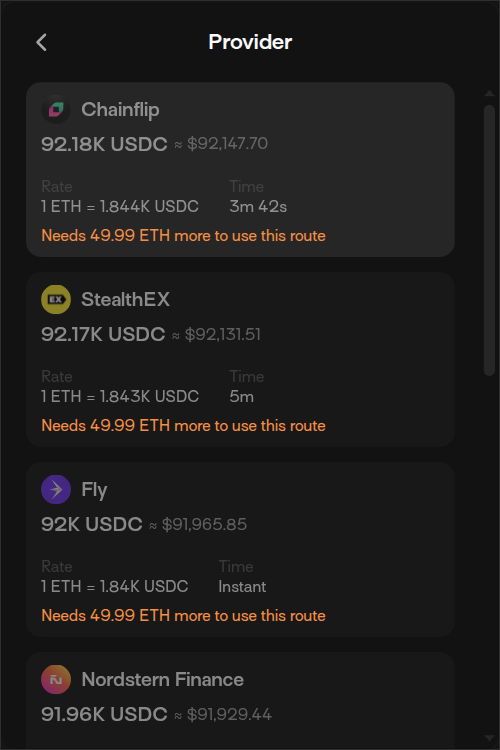 Provider
Chainflip
92.18K USDC ≈ $92,147.70
Rate Time
1 ETH = 1.844K USDC 3m 42s
Needs 49.99 ETH more to use this route
EX StealthEX
92.17K USDC ≈ $92,131.51
Rate Time
1 ETH = 1.843K USDC 5m
Needs 49.99 ETH more to use this route
Fly
92K USDC ≈ $91,965.85
Rate Time
1 ETH = 1.84K USDC Instant
Needs 49.99 ETH more to use this route
Nordstern Finance
91.96K USDC ≈ $91,929.44